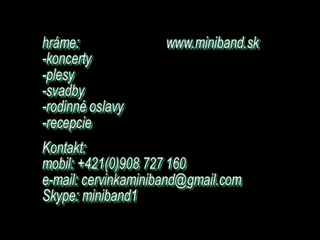 hráme: www.miniband.sk
-koncerty
-plesy
-svadby
-rodinné oslavy
-recepcie
Kontakt:
mobil: +421(0)908 727 160
e-mail: cervinkaminiband@gmail.com
Skype: miniband1